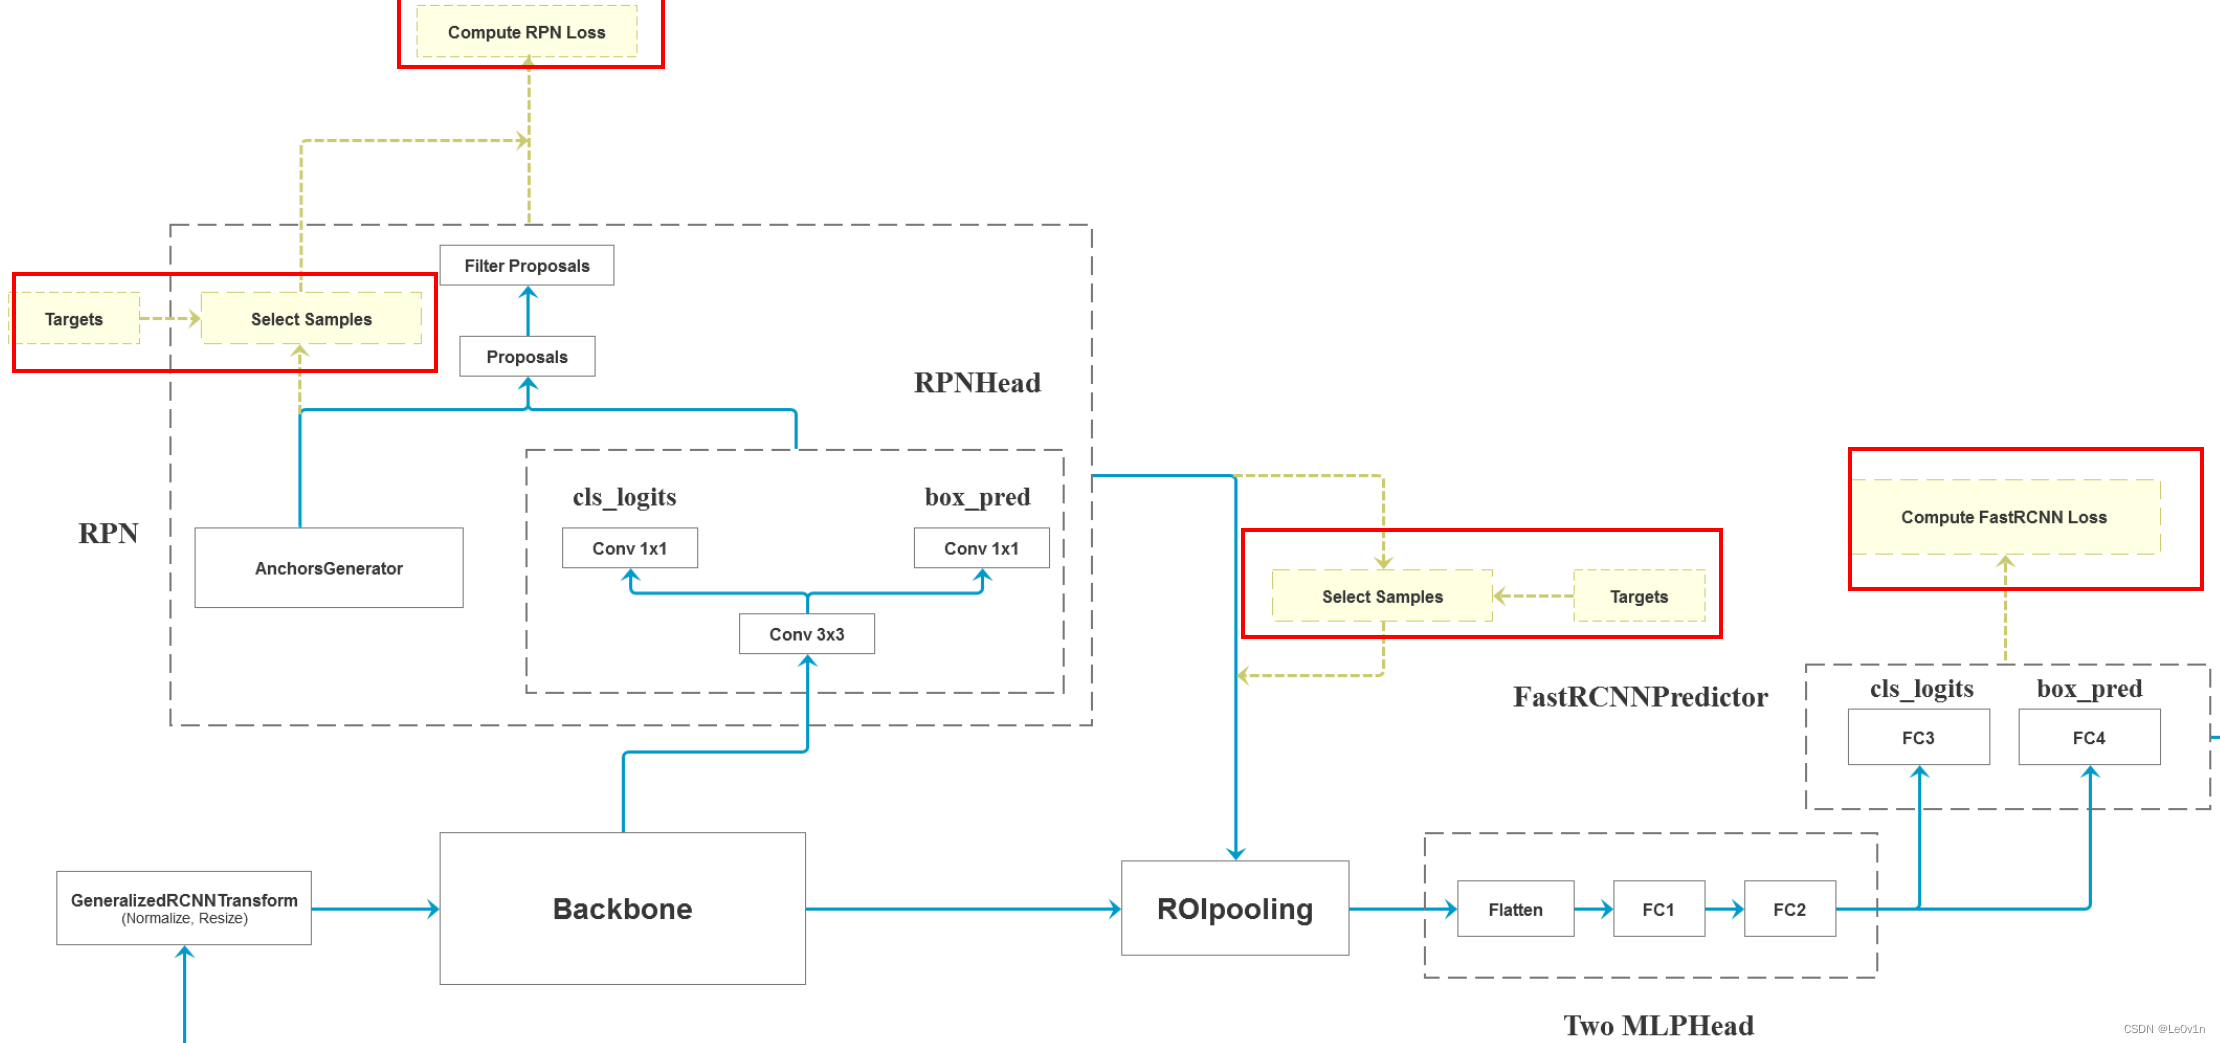 Compute RPN Loss
Filter Proposals
Targets
Select Samples
Proposals
RPNHead
cls_logits
box_pred
RPN
Conv 1x1
Conv 1x1
AnchorsGenerator
Conv 3x3
Compute FastRCNN Loss
Select Samples
Targets
FastRCNNPredictor
cls_logits
box_pred
FC3
FC4
GeneralizedRCNNTransform
(Normalize, Resize)
Backbone
ROIpooling
Flatten
FC1
FC2
Two MLPHead
CSDN @Le0v1n